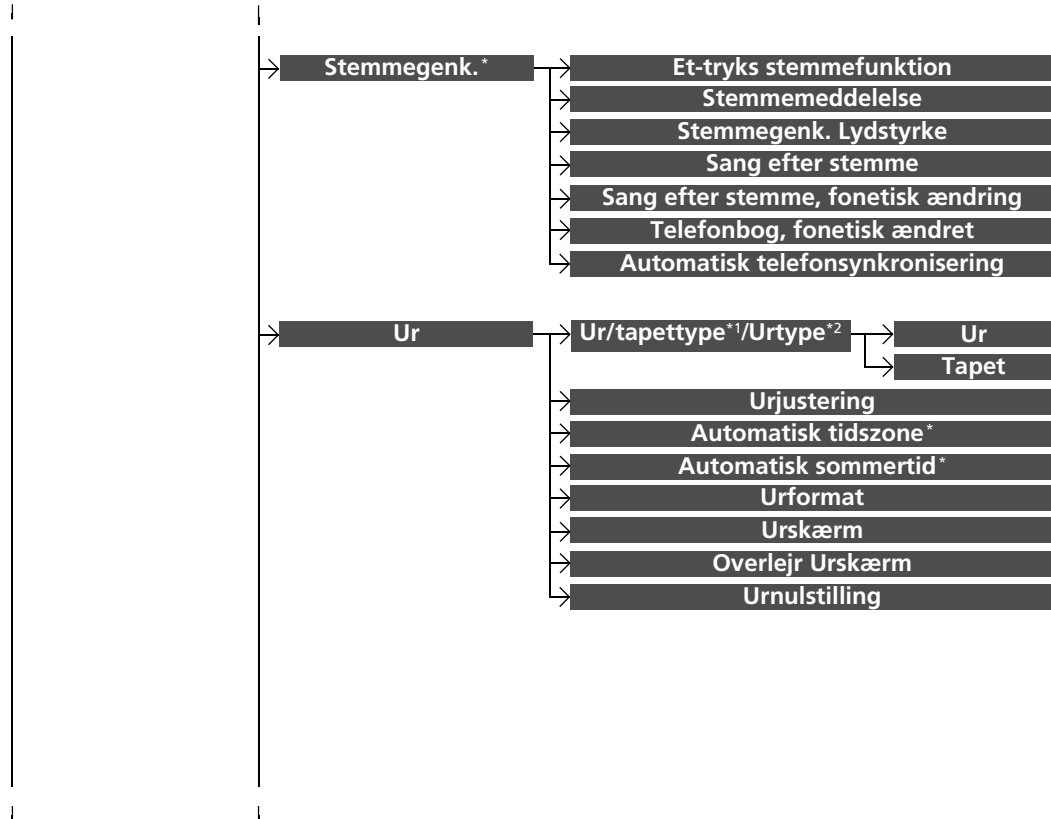 Stemmegenk.*
Et-tryks stemmefunktion
Stemmemeddelelse
Stemmegenk. Lydstyrke
Sang efter stemme
Sang efter stemme, fonetisk ændring
Telefonbog, fonetisk ændret
Automatisk telefonsynkronisering
Ur
Ur/tapettype*1/Urtype*2
Ur
Tapet
Urjustering
Automatisk tidszone*
Automatisk sommertid*
Urformat
Urskærm
Overlejr Urskærm
Urnulstilling